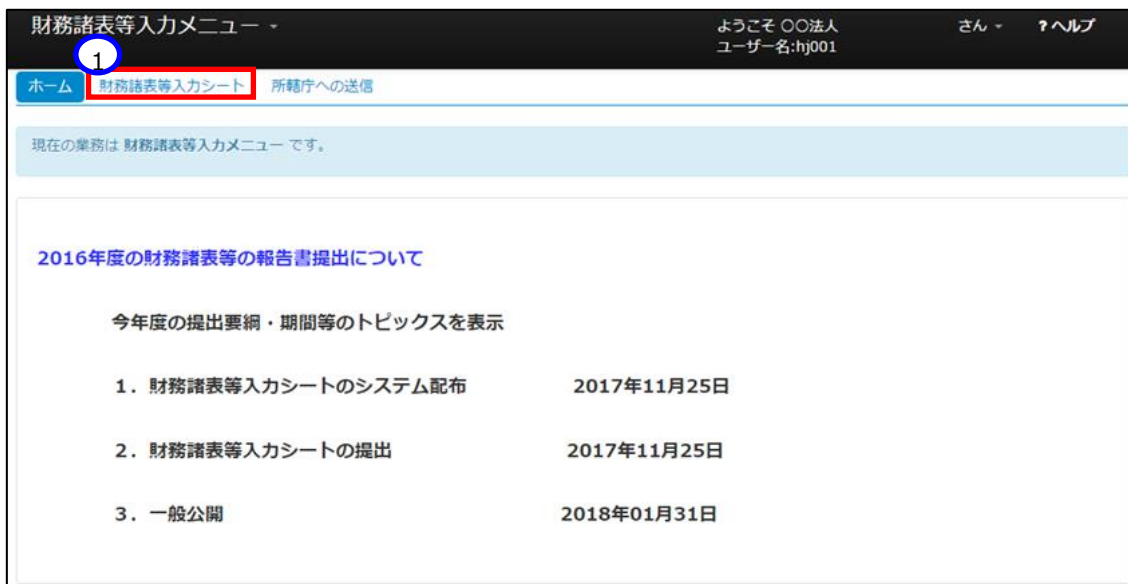 財務諸表等入力メニュー
ようこそ 〇〇法人 さん ?ヘルプ
ユーザー名:hj001
1
ホーム 財務諸表等入力シート 所轄庁への送信
現在の業務は 財務諸表等入力メニュー です。
2016年度の財務諸表等の報告書提出について
今年度の提出要綱・期間等のトピックスを表示
1.財務諸表等入力シートのシステム配布 2017年11月25日
2.財務諸表等入力シートの提出 2017年11月25日
3.一般公開 2018年01月31日